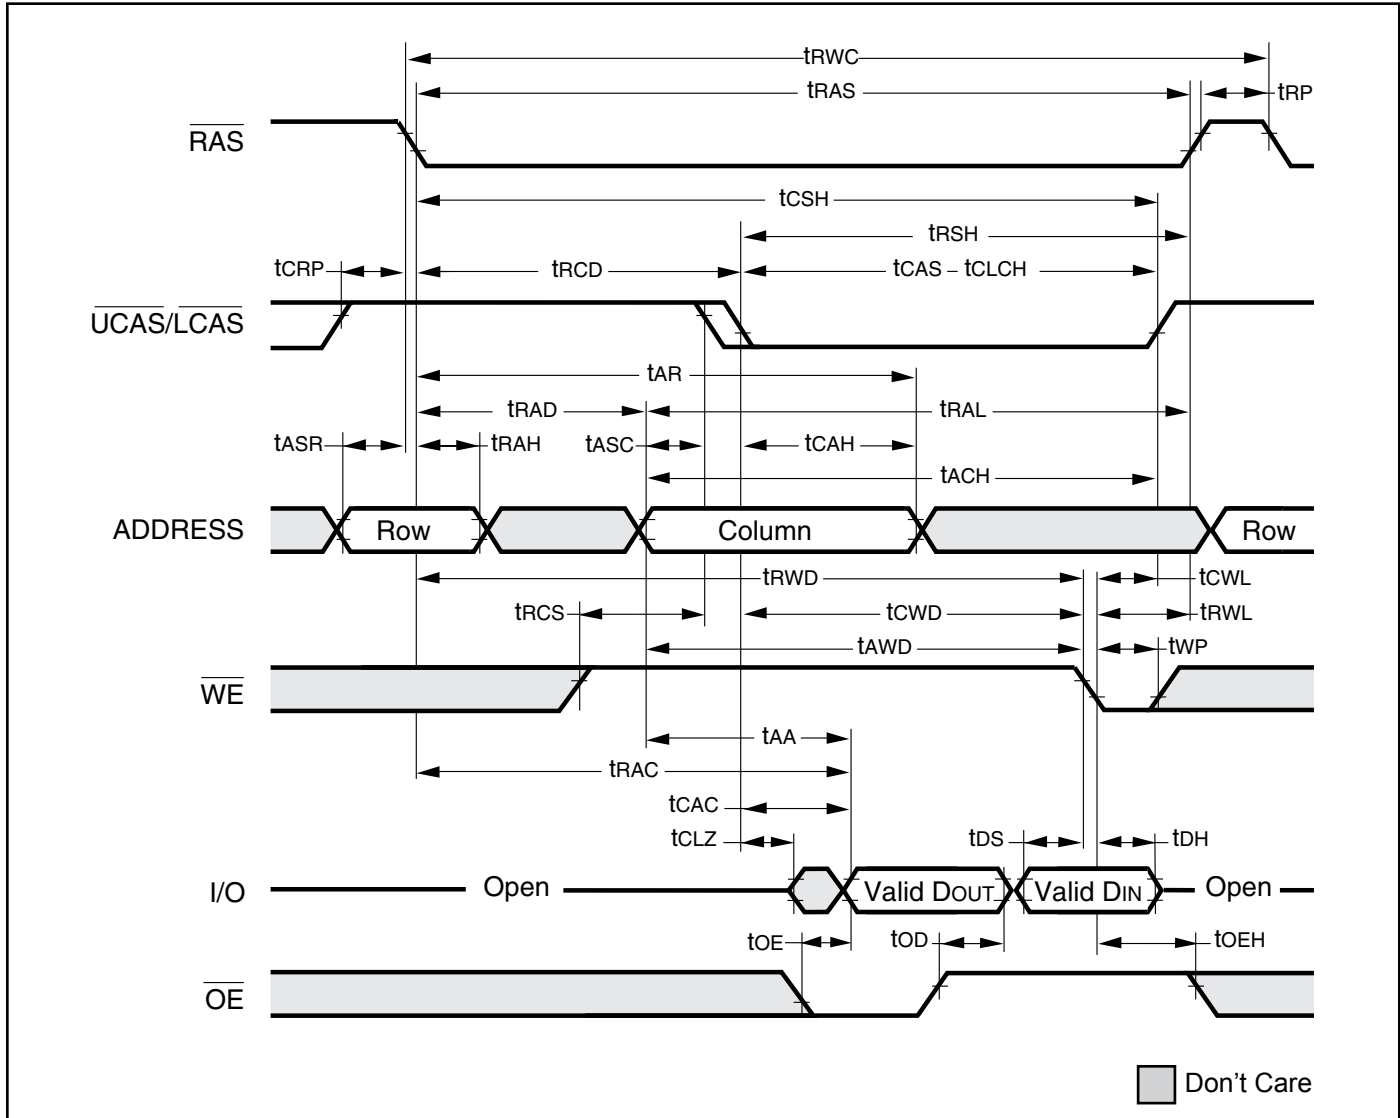 tRWC
tRAS
tRP
RAS
tCSH
tRSH
tCRP
tRCD
tCAS – tCLCH
UCAS/LCAS
tAR
tRAD
tRAL
tASR
tRAH
tASC
tCAH
tACH
ADDRESS
Row
Column
Row
tRWD
tCWL
tRCS
tCWD
tRWL
tAWD
tWP
WE
tAA
tRAC
tCAC
tCLZ
tDS
tDH
I/O
Open
Valid DOUT
Valid DIN
Open
tOE
tOD
tOEH
OE
Don't Care